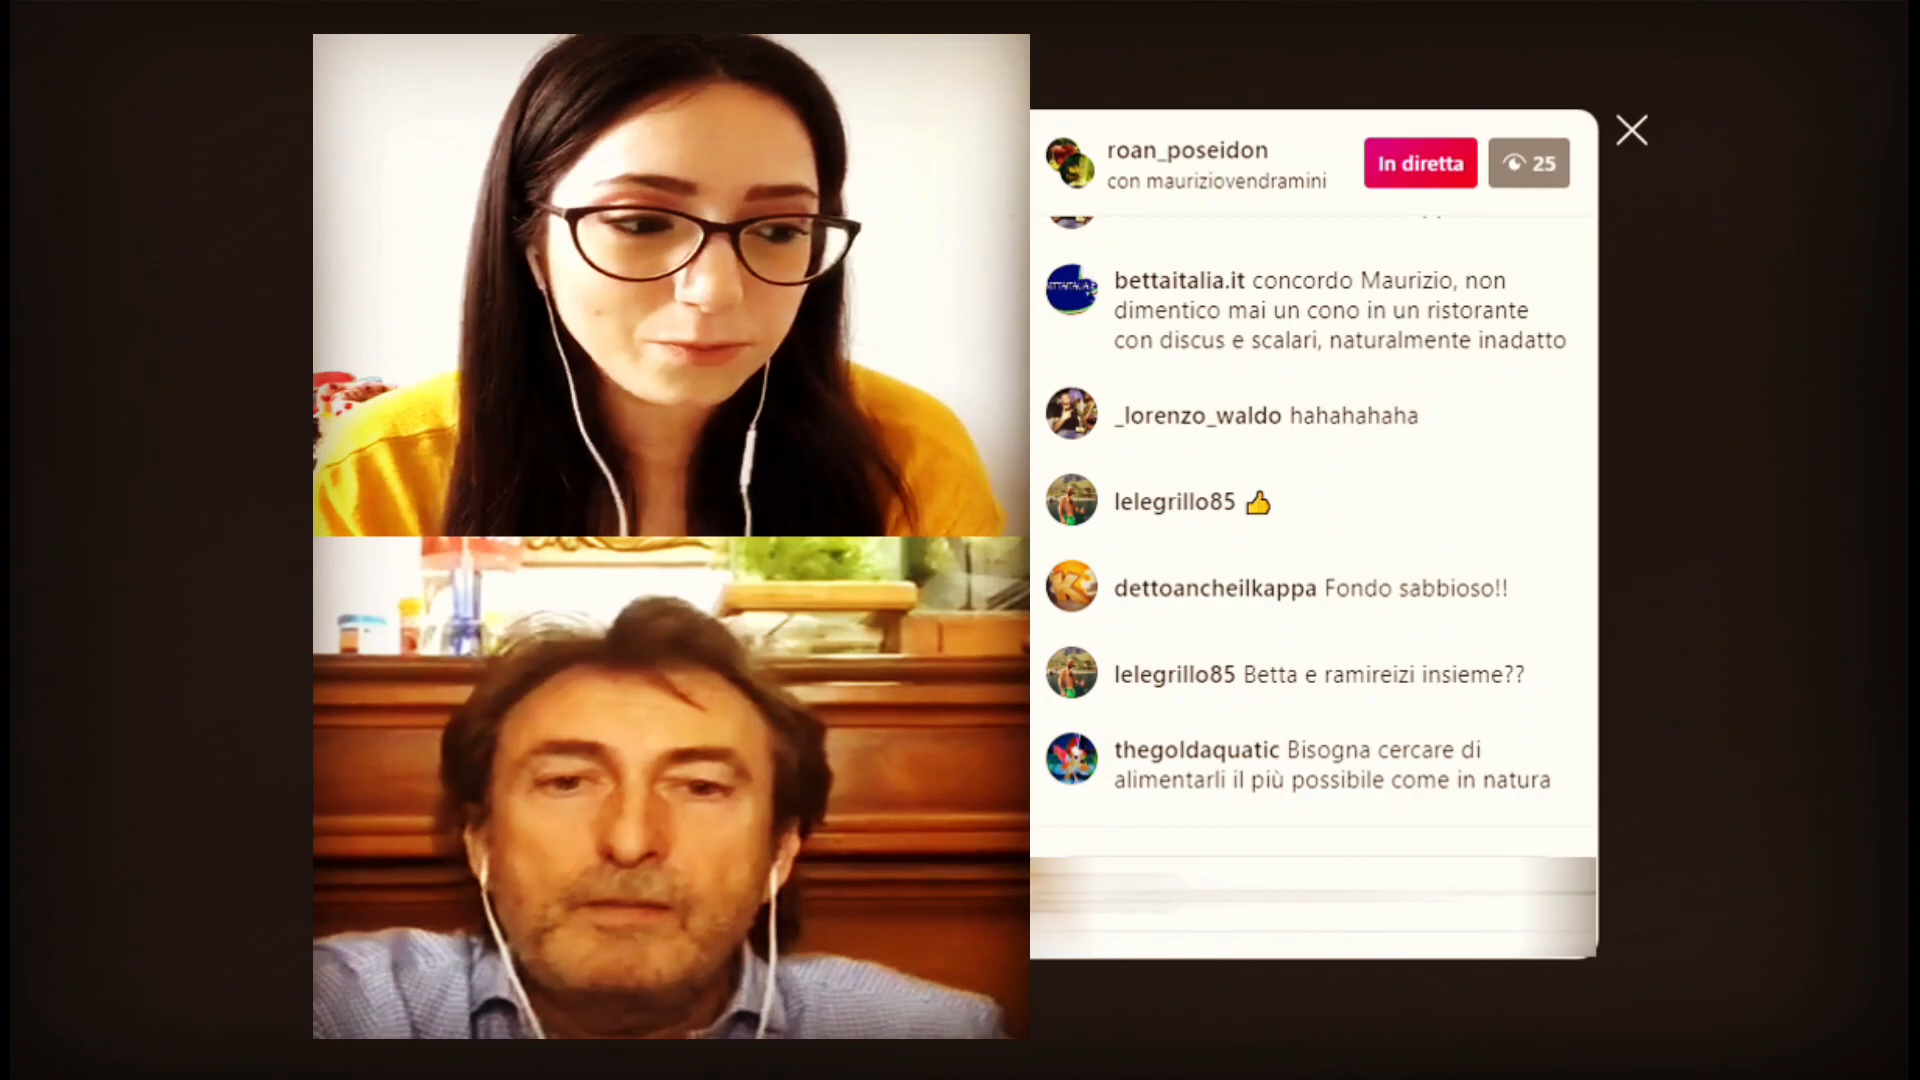 roan_poseidon
con mauriziovendramini
In diretta
25
bettaitalia.it concordo Maurizio, non
dimentico mai un cono in un ristorante
con discus e scalari, naturalmente inadatto
_lorenzo_waldo hahahahaha
lelegrillo85 👍
dettoancheilkappa Fondo sabbioso!!
lelegrillo85 Betta e ramireizi insieme??
thegoldaquatic Bisogna cercare di
alimentarli il più possibile come in natura